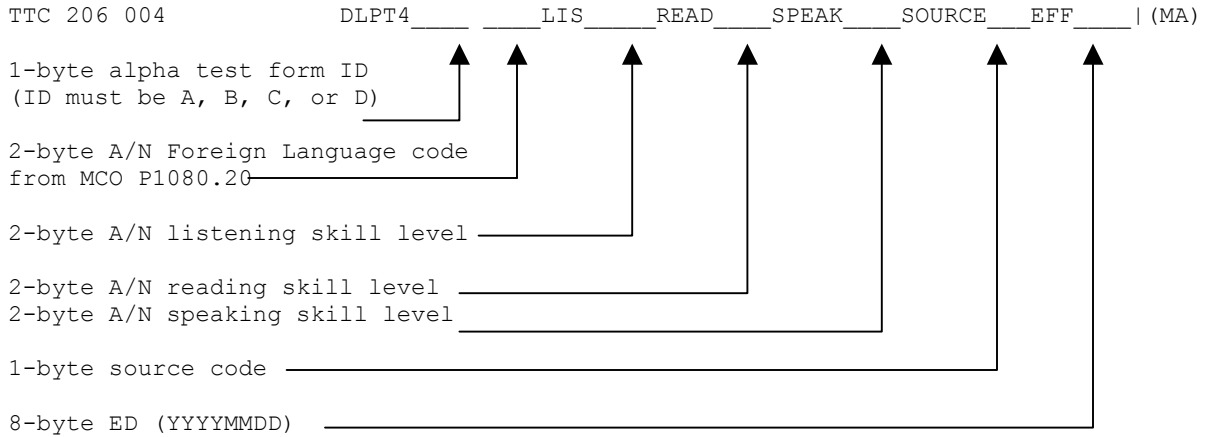 TTC 206 004 DLPT4____ ____LIS_____READ____SPEAK____SOURCE___EFF____|(MA)
1-byte alpha test form ID
(ID must be A, B, C, or D)
2-byte A/N Foreign Language code
from MCO P1080.20
2-byte A/N listening skill level
2-byte A/N reading skill level
2-byte A/N speaking skill level
1-byte source code
8-byte ED (YYYYMMDD)